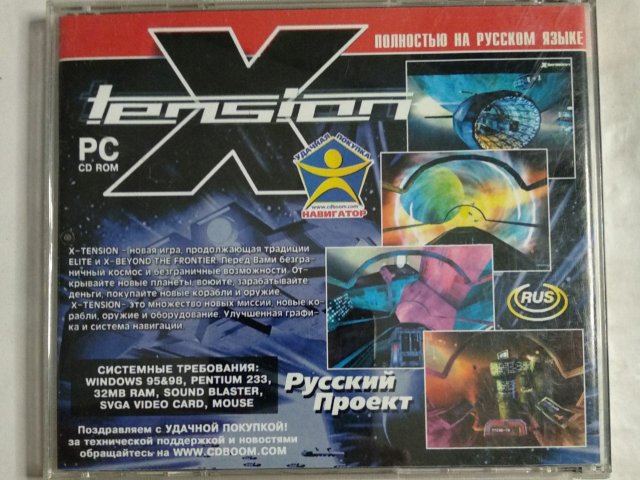 ПОЛНОСТЬЮ НА РУССКОМ ЯЗЫКЕ
X
tension
PC
CD ROM
УДАЧНАЯ ПОКУПКА
www.cdboom.com
НАВИГАТОР
X-TENSION - новая игра, продолжающая традиции
ELITE и X-BEYOND THE FRONTIER. Перед Вами безгра-
ничный космос и безграничные возможности. От-
крывайте новые планеты, воюйте, зарабатывайте
деньги, покупайте новые корабли и оружие.
X-TENSION- это множество новых миссий, новые ко-
рабли, оружие и оборудование. Улучшенная графи-
ка и система навигации.
RUS
СИСТЕМНЫЕ ТРЕБОВАНИЯ:
WINDOWS 95&98, PENTIUM 233,
32MB RAM, SOUND BLASTER,
SVGA VIDEO CARD, MOUSE
Русский
Проект
Поздравляем с УДАЧНОЙ ПОКУПКОЙ!
за технической поддержкой и новостями
обращайтесь на WWW.CDBOOM.COM